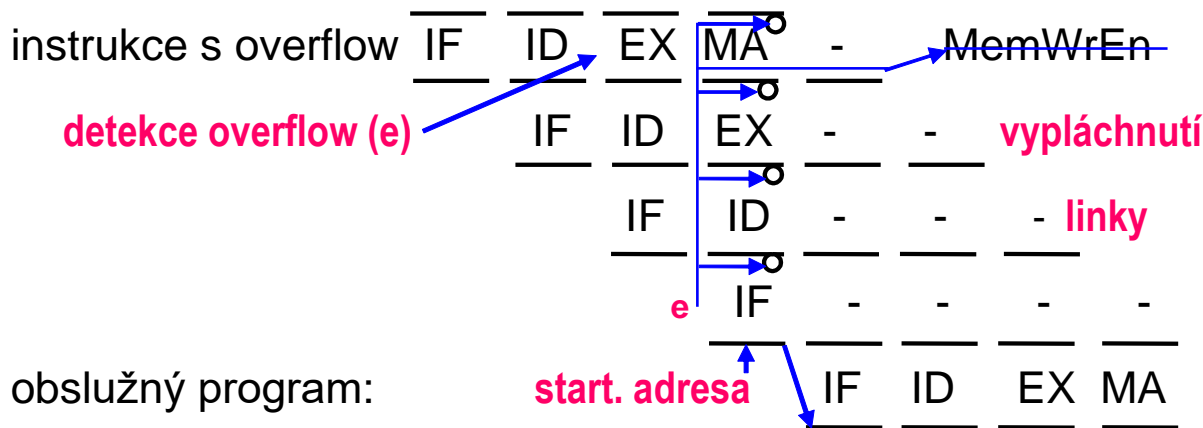 instrukce s overflow IF ID EX MA - MemWrEn
detekce overflow (e) IF ID EX - - vypláchnutí
IF ID - - - linky
e IF - - - -
obslužný program: start. adresa IF ID EX MA